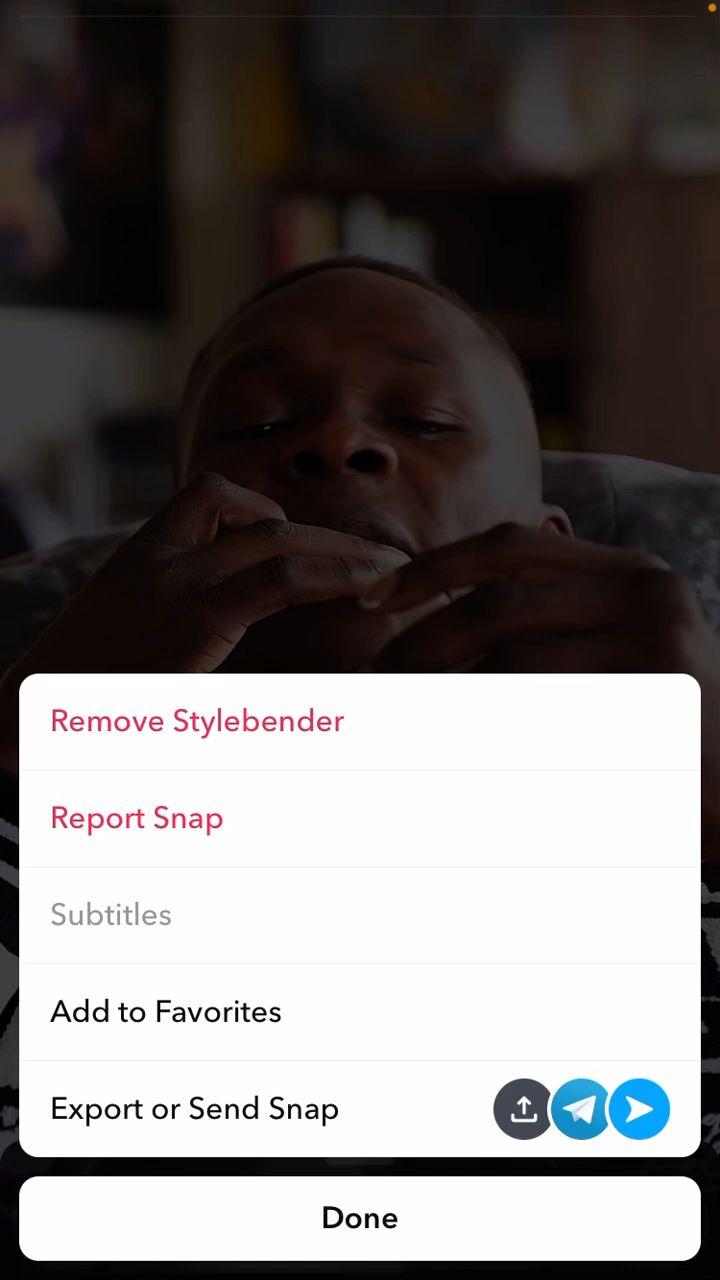 Remove Stylebender
Report Snap
Subtitles
Add to Favorites
Export or Send Snap
Done